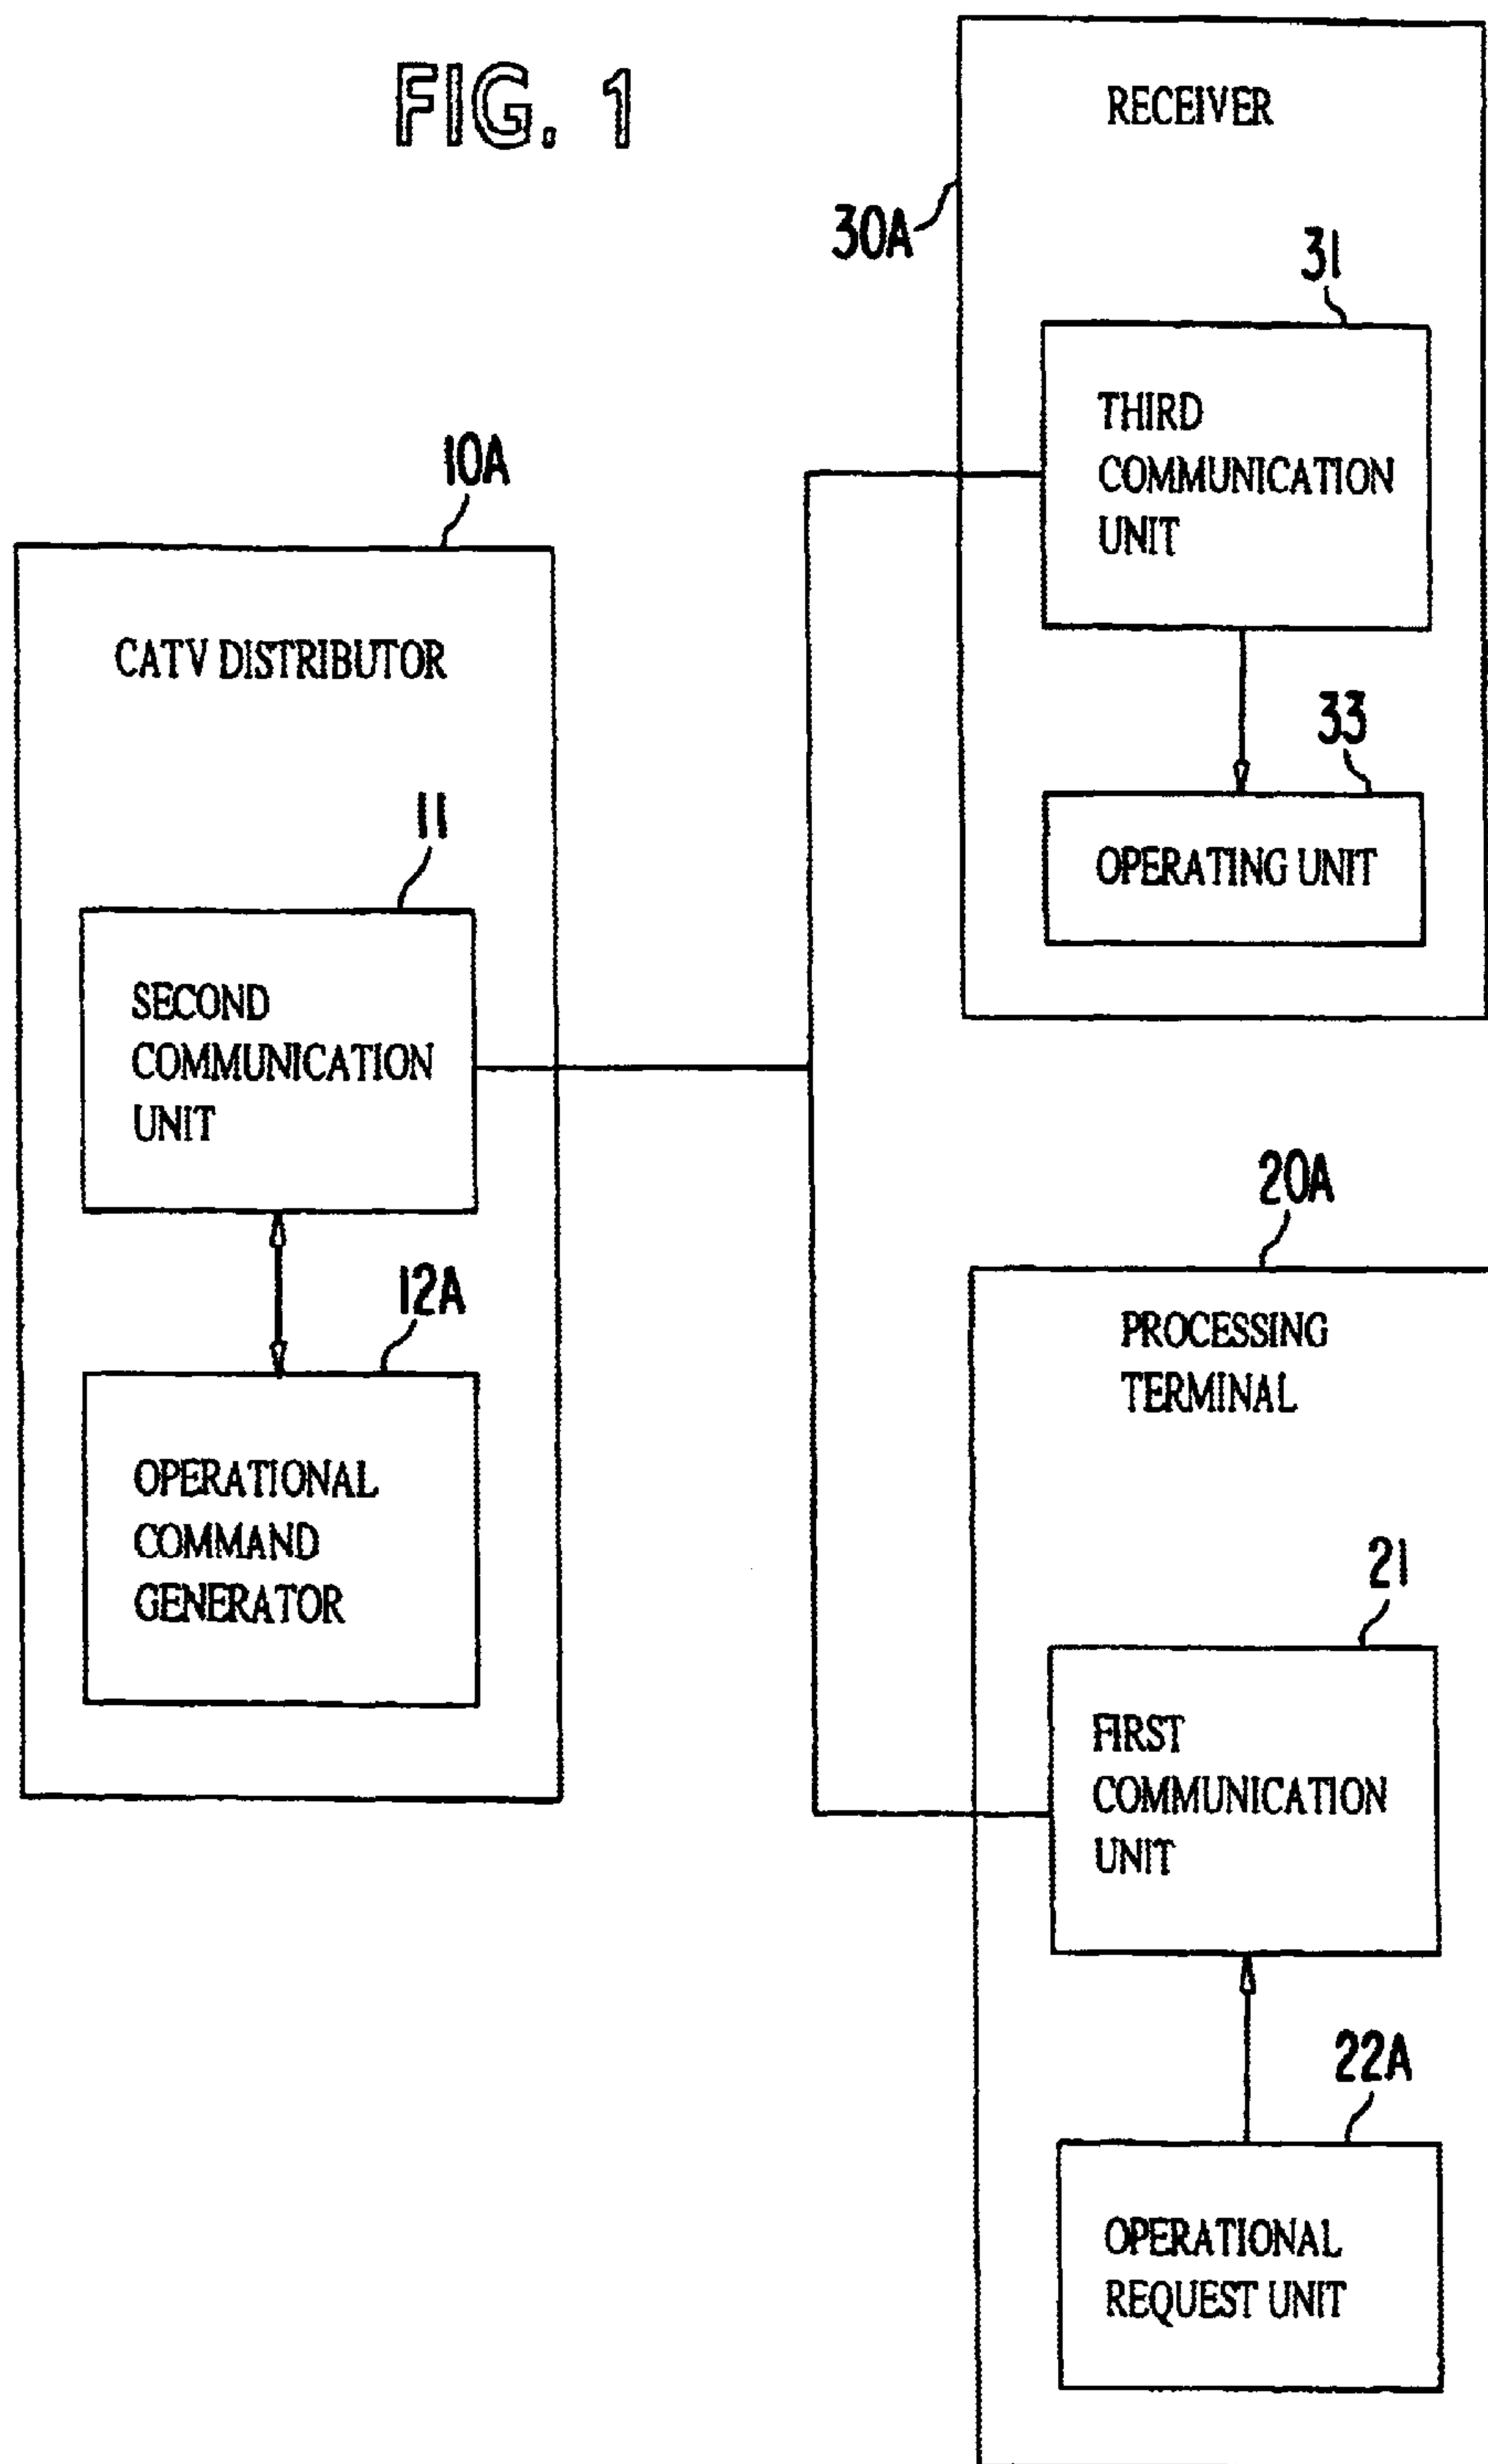 FIG. 1
RECEIVER
30A
31
THIRD
COMMUNICATION
UNIT
33
OPERATING UNIT
10A
CATV DISTRIBUTOR
11
SECOND
COMMUNICATION
UNIT
12A
OPERATIONAL
COMMAND
GENERATOR
20A
PROCESSING
TERMINAL
21
FIRST
COMMUNICATION
UNIT
22A
OPERATIONAL
REQUEST UNIT